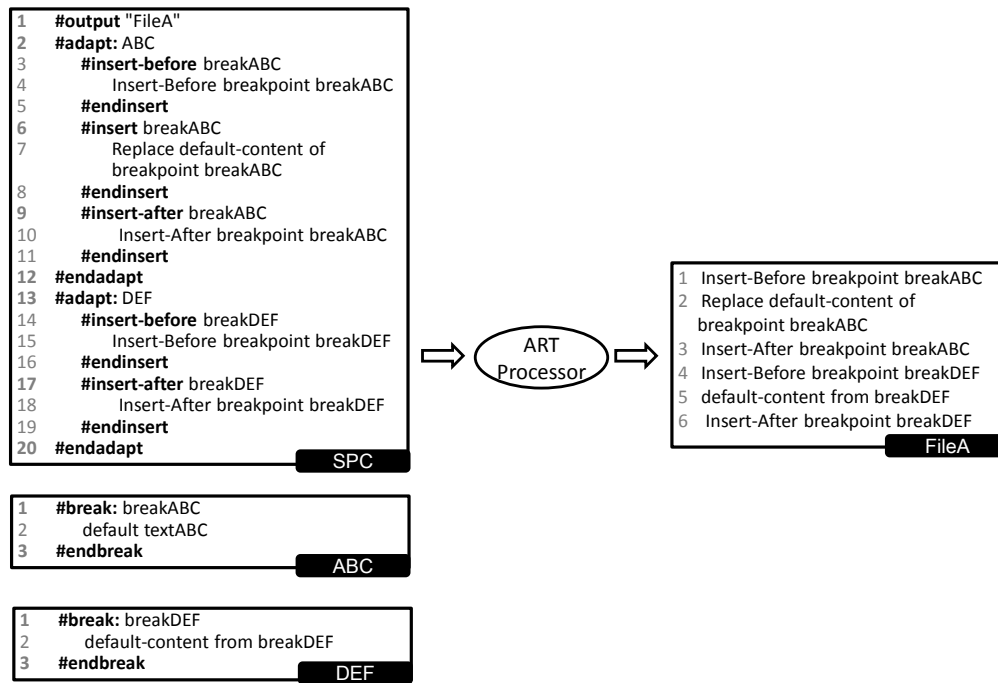 1 #output "FileA"
2 #adapt: ABC
3 #insert-before breakABC
4 Insert-Before breakpoint breakABC
5 #endinsert
6 #insert breakABC
7 Replace default-content of
breakpoint breakABC
8 #endinsert
9 #insert-after breakABC
10 Insert-After breakpoint breakABC
11 #endinsert
12 #endadapt
13 #adapt: DEF
14 #insert-before breakDEF
15 Insert-Before breakpoint breakDEF
16 #endinsert
17 #insert-after breakDEF
18 Insert-After breakpoint breakDEF
19 #endinsert
20 #endadapt
SPC
1 #break: breakABC
2 default textABC
3 #endbreak
ABC
1 #break: breakDEF
2 default-content from breakDEF
3 #endbreak
DEF
ART
Processor
1 Insert-Before breakpoint breakABC
2 Replace default-content of
breakpoint breakABC
3 Insert-After breakpoint breakABC
4 Insert-Before breakpoint breakDEF
5 default-content from breakDEF
6 Insert-After breakpoint breakDEF
FileA